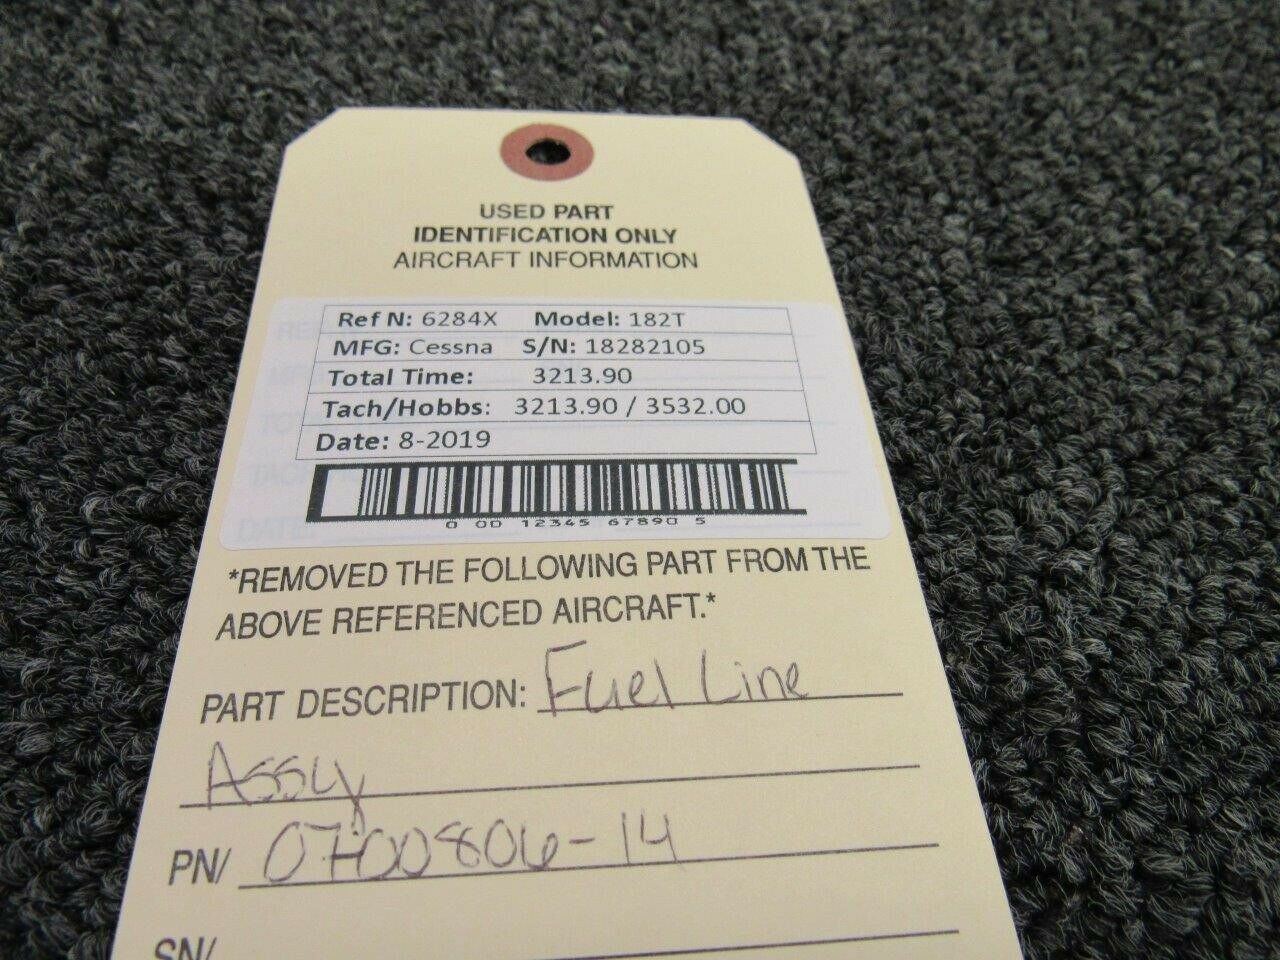 USED PART
IDENTIFICATION ONLY
AIRCRAFT INFORMATION
Ref N: 6284X Model: 182T
MFG: Cessna S/N: 18282105
Total Time: 3213.90
Tach/Hobbs: 3213.90 / 3532.00
Date: 8-2019
0 00 12345 67890 5
*REMOVED THE FOLLOWING PART FROM THE
ABOVE REFERENCED AIRCRAFT.*
PART DESCRIPTION: Fuel Line
Assy
PN/ 0700806-14
SN/